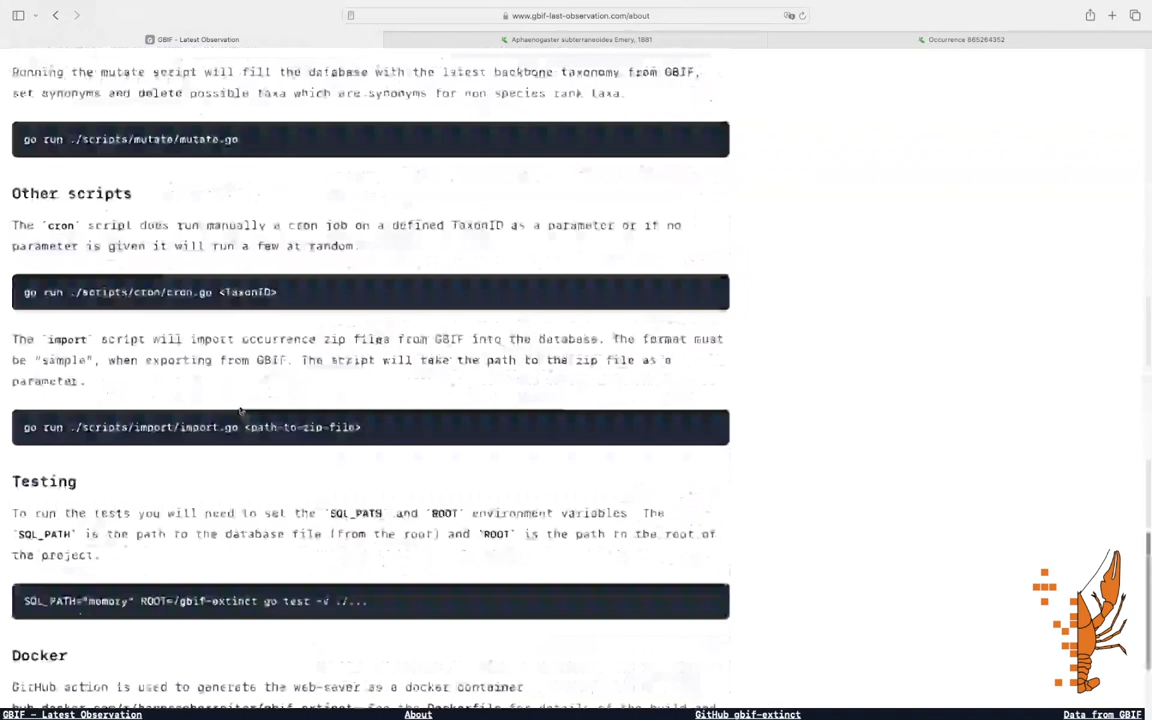 www.gbif-last-observation.com/about
GBIF - Latest Observation
Aphaenogaster subterraneoides Emery, 1881
Occurrence 865264352
Running the mutate script will fill the database with the latest backbone taxonomy from GBIF,
set synonyms and delete possible taxa which are synonyms for non species rank taxa.
go run ./scripts/mutate/mutate.go
Other scripts
The `cron` script does run manually a cron job on a defined TaxonID as a parameter or if no
parameter is given it will run a few at random.
go run ./scripts/cron/cron.go <TaxonID>
The `import` script will import occurrence zip files from GBIF into the database. The format must
be "simple", when exporting from GBIF. The script will take the path to the zip file as a
parameter.
go run ./scripts/import/import.go <path-to-zip-file>
Testing
To run the tests you will need to set the `SQL_PATH` and `ROOT` environment variables. The
`SQL_PATH` is the path to the database file (from the root) and `ROOT` is the path to the root of
the project.
SQL_PATH="memory" ROOT=/gbif-extinct go test -v ./...
Docker
GitHub action is used to generate the web-saver as a docker container
GBIF - Latest Observation
About
GitHub gbif-extinct
Data from GBIF